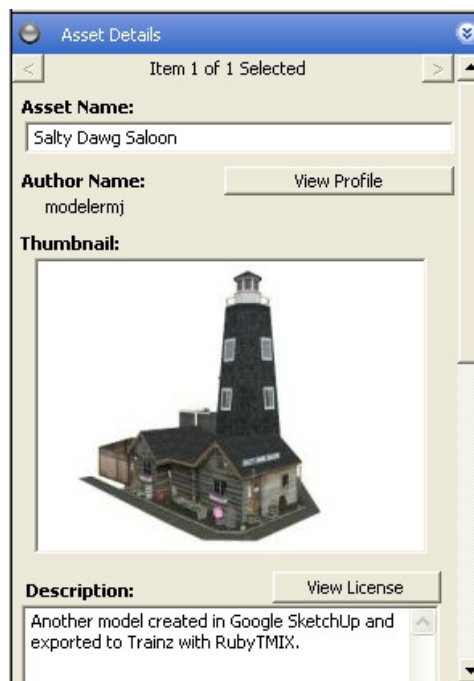 Asset Details
< Item 1 of 1 Selected >
Asset Name:
Salty Dawg Saloon
Author Name: View Profile
modelermj
Thumbnail:
Description: View License
Another model created in Google SketchUp and
exported to Trainz with RubyTMIX.